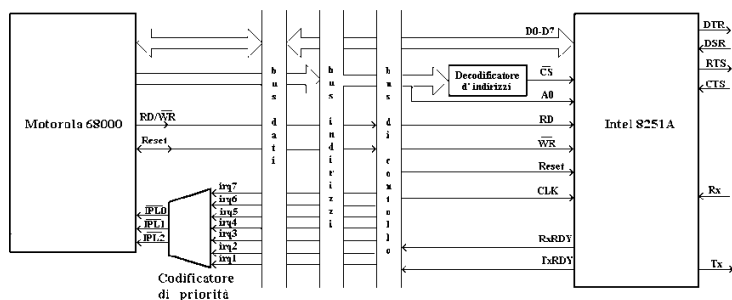 Motorola 68000
RD/WR
Reset
IPL0
IPL1
IPL2
Codificatore
di priorità
irq7
irq6
irq5
irq4
irq3
irq2
irq1
bus dati
bus indirizzi
bus di contollo
D0-D7
Decodificatore
d'indirizzi
CS
A0
RD
WR
Reset
CLK
RxRDY
TxRDY
Intel 8251A
DTR
DSR
RTS
CTS
Rx
Tx